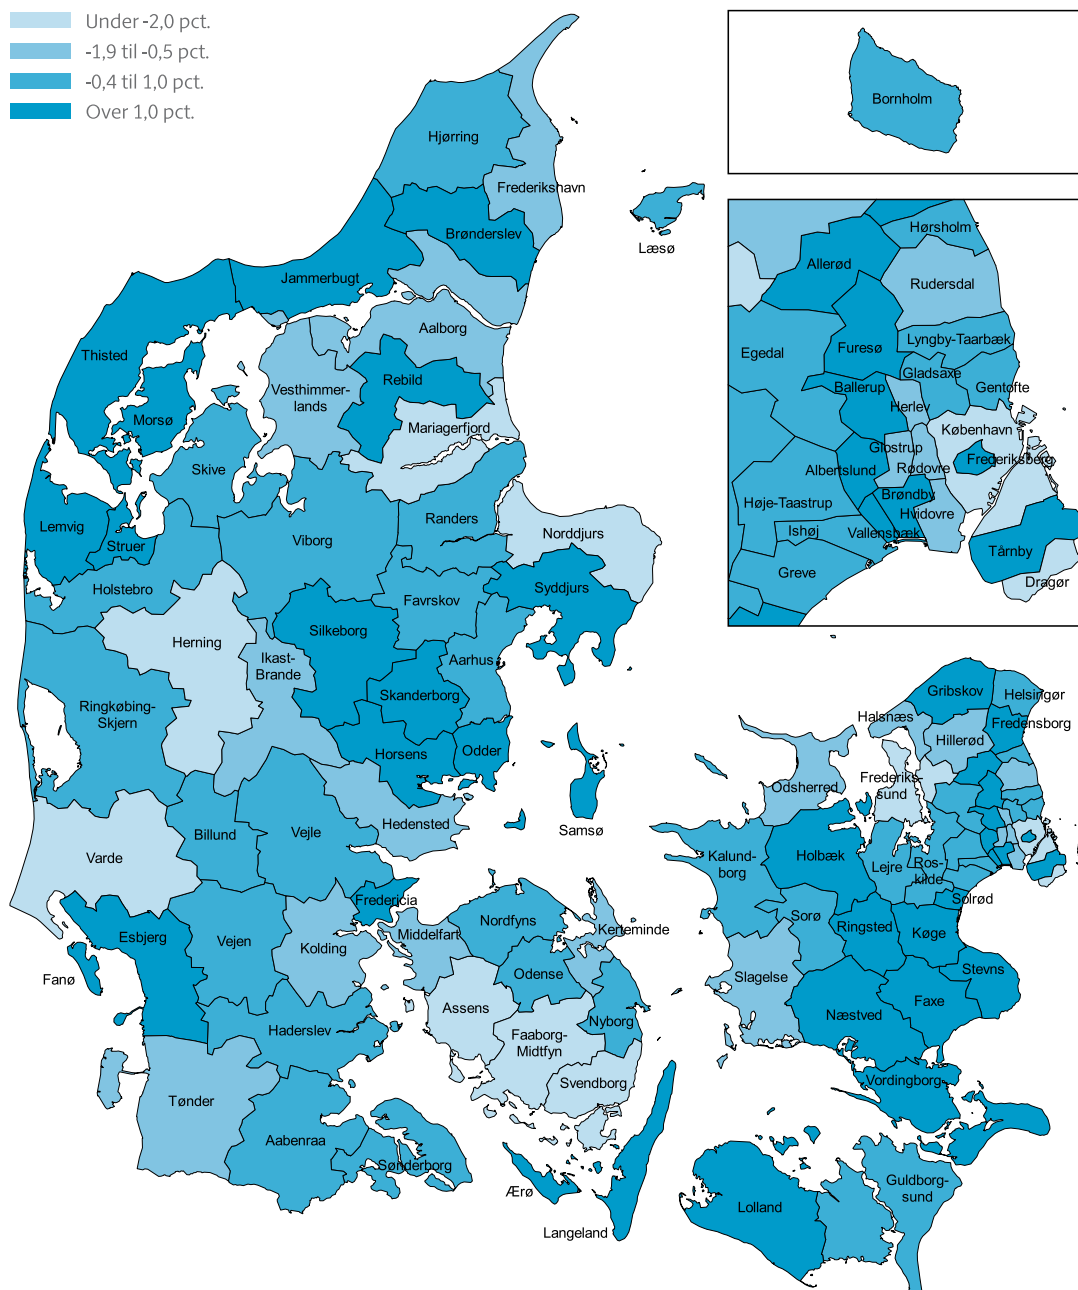 Under -2,0 pct.
-1,9 til -0,5 pct.
-0,4 til 1,0 pct.
Over 1,0 pct.
Bornholm
Hjørring
Frederikshavn
Læsø
Brønderslev
Jammerbugt
Aalborg
Thisted
Rebild
Vesthimmer-
lands
Morsø
Mariagerfjord
Skive
Lemvig
Struer
Randers
Norddjurs
Viborg
Holstebro
Favrskov
Syddjurs
Silkeborg
Herning
Ikast-
Brande
Aarhus
Skanderborg
Ringkøbing-
Skjern
Horsens
Odder
Samsø
Hedensted
Billund
Vejle
Varde
Fredericia
Esbjerg
Vejen
Kolding
Middelfart
Nordfyns
Kerteminde
Fanø
Odense
Assens
Nyborg
Faaborg-
Midtfyn
Haderslev
Svendborg
Tønder
Aabenraa
Sønderborg
Ærø
Langeland
Hørsholm
Allerød
Rudersdal
Egedal
Furesø
Lyngby-Taarbæk
Gladsaxe
Ballerup
Gentofte
Herlev
København
Glostrup
Frederiksberg
Albertslund
Rødovre
Brøndby
Høje-Taastrup
Hvidovre
Ishøj
Vallensbæk
Tårnby
Greve
Dragør
Gribskov
Helsingør
Halsnæs
Fredensborg
Hillerød
Odsherred
Frederiks-
sund
Kalund-
borg
Holbæk
Lejre
Ros-
kilde
Solrød
Sorø
Ringsted
Køge
Slagelse
Stevns
Faxe
Næstved
Vordingborg
Guldborg-
sund
Lolland